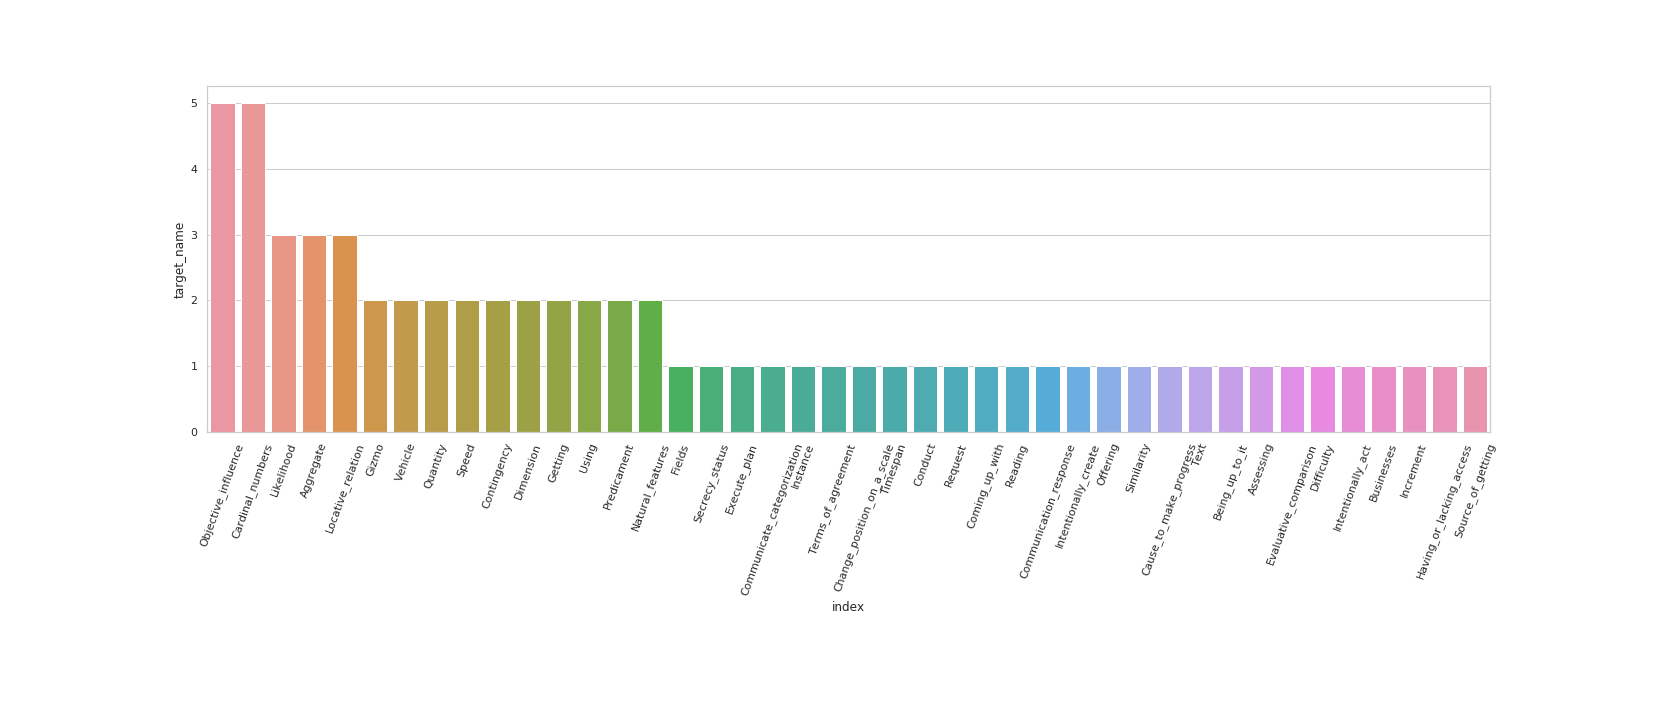 target_name
5
4
3
2
1
0
Objective_influence
Cardinal_numbers
Likelihood
Aggregate
Locative_relation
Gizmo
Vehicle
Quantity
Speed
Contingency
Dimension
Getting
Using
Predicament
Natural_features
Fields
Secrecy_status
Execute_plan
Communicate_categorization
Instance
Terms_of_agreement
Change_position_on_a_scale
Timespan
Conduct
Request
Coming_up_with
Reading
Communication_response
Intentionally_create
Offering
Similarity
Cause_to_make_progress
Text
Being_up_to_it
Assessing
Evaluative_comparison
Difficulty
Intentionally_act
Businesses
Increment
Having_or_lacking_access
Source_of_getting
index